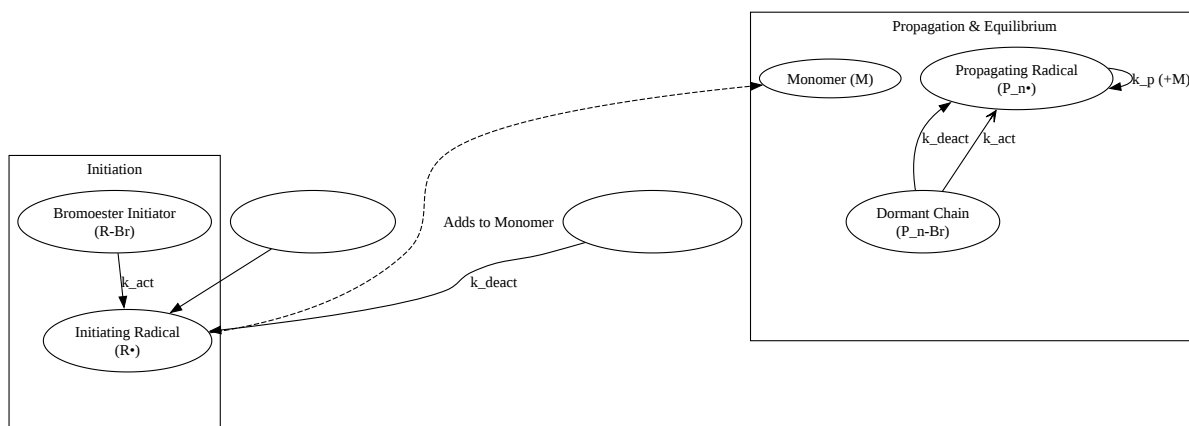 Propagation & Equilibrium
Monomer (M)
Propagating Radical
(P_n•)
k_p (+M)
k_deact
k_act
Initiation
Bromoester Initiator
(R-Br)
Adds to Monomer
Dormant Chain
(P_n-Br)
k_act
k_deact
Initiating Radical
(R•)